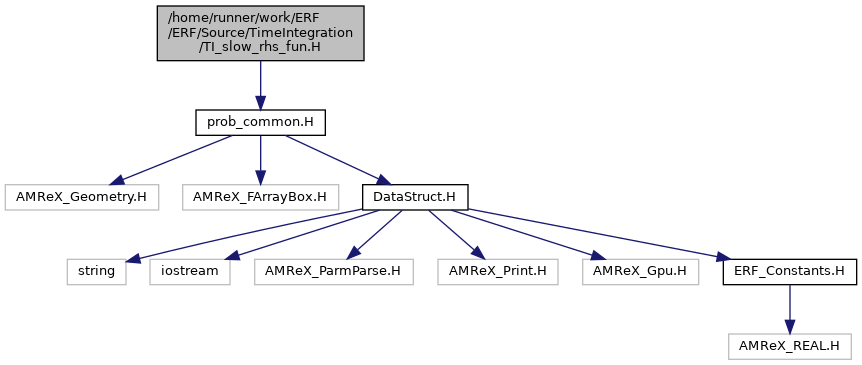 /home/runner/work/ERF
/ERF/Source/TimeIntegration
/TI_slow_rhs_fun.H
prob_common.H
AMReX_Geometry.H
AMReX_FArrayBox.H
DataStruct.H
string
iostream
AMReX_ParmParse.H
AMReX_Print.H
AMReX_Gpu.H
ERF_Constants.H
AMReX_REAL.H